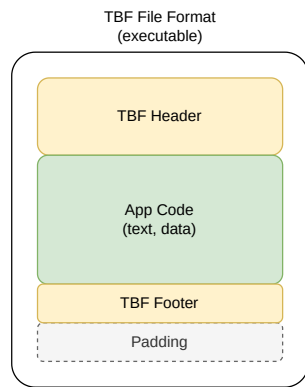 TBF File Format
(executable)
TBF Header
App Code
(text, data)
TBF Footer
Padding